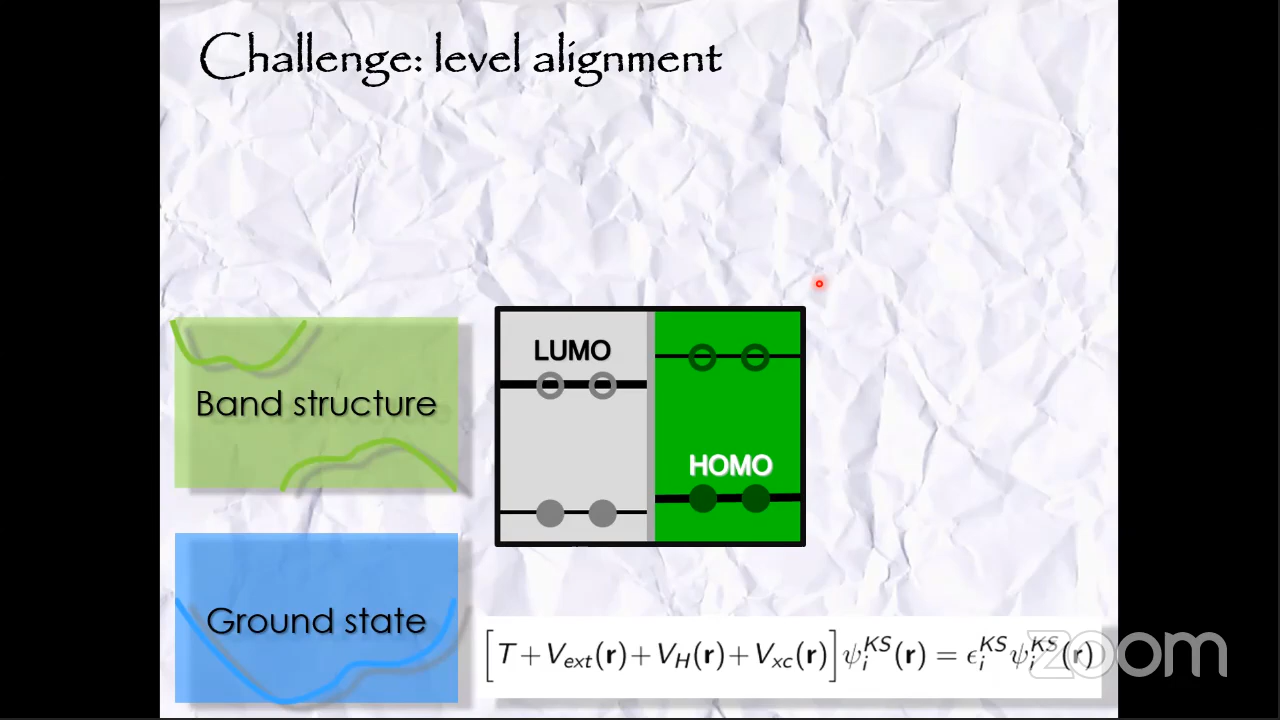 Challenge: level alignment
LUMO
Band structure
HOMO
Ground state
[T + V_ext(r) + V_H(r) + V_xc(r)] ψ_i^KS(r) = ϵ_i^KS ψ_i^KS(r)
zoom